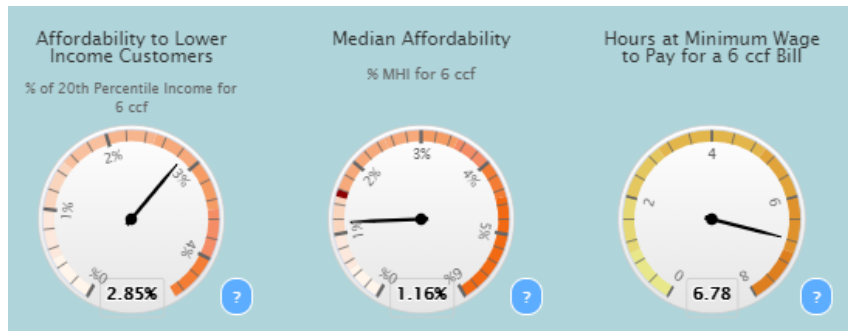 Affordability to Lower
Income Customers
% of 20th Percentile Income for
6 ccf
0%
1%
2%
3%
4%
2.85%
?
Median Affordability
% MHI for 6 ccf
0%
1%
2%
3%
4%
5%
6%
1.16%
?
Hours at Minimum Wage
to Pay for a 6 ccf Bill
0
2
4
6
8
6.78
?